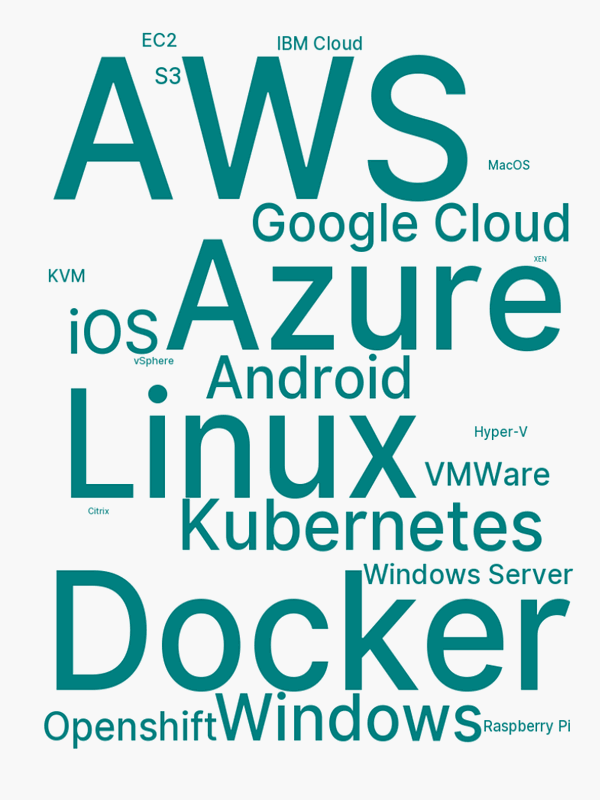 EC2
IBM Cloud
S3
AWS
MacOS
Google Cloud
XEN
KVM
Azure
iOS
vSphere
Android
Linux
Hyper-V
VMWare
Citrix
Kubernetes
Windows Server
Docker
Openshift
Windows
Raspberry Pi